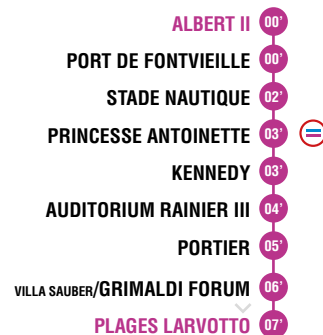 ALBERT II 00’
PORT DE FONTVIEILLE 00’
STADE NAUTIQUE 02’
PRINCESSE ANTOINETTE 03’
KENNEDY 03’
AUDITORIUM RAINIER III 04’
PORTIER 05’
VILLA SAUBER/GRIMALDI FORUM 06’
PLAGES LARVOTTO 07’